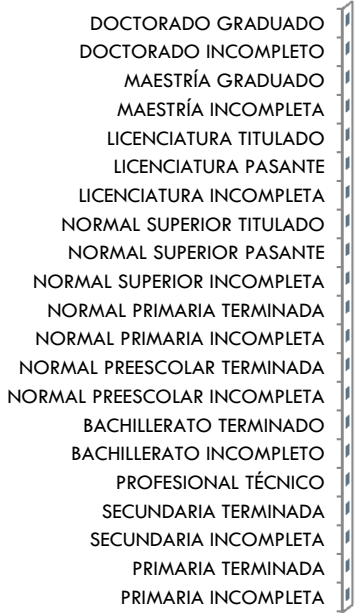 DOCTORADO GRADUADO
DOCTORADO INCOMPLETO
MAESTRÍA GRADUADO
MAESTRÍA INCOMPLETA
LICENCIATURA TITULADO
LICENCIATURA PASANTE
LICENCIATURA INCOMPLETA
NORMAL SUPERIOR TITULADO
NORMAL SUPERIOR PASANTE
NORMAL SUPERIOR INCOMPLETA
NORMAL PRIMARIA TERMINADA
NORMAL PRIMARIA INCOMPLETA
NORMAL PREESCOLAR TERMINADA
NORMAL PREESCOLAR INCOMPLETA
BACHILLERATO TERMINADO
BACHILLERATO INCOMPLETO
PROFESIONAL TÉCNICO
SECUNDARIA TERMINADA
SECUNDARIA INCOMPLETA
PRIMARIA TERMINADA
PRIMARIA INCOMPLETA